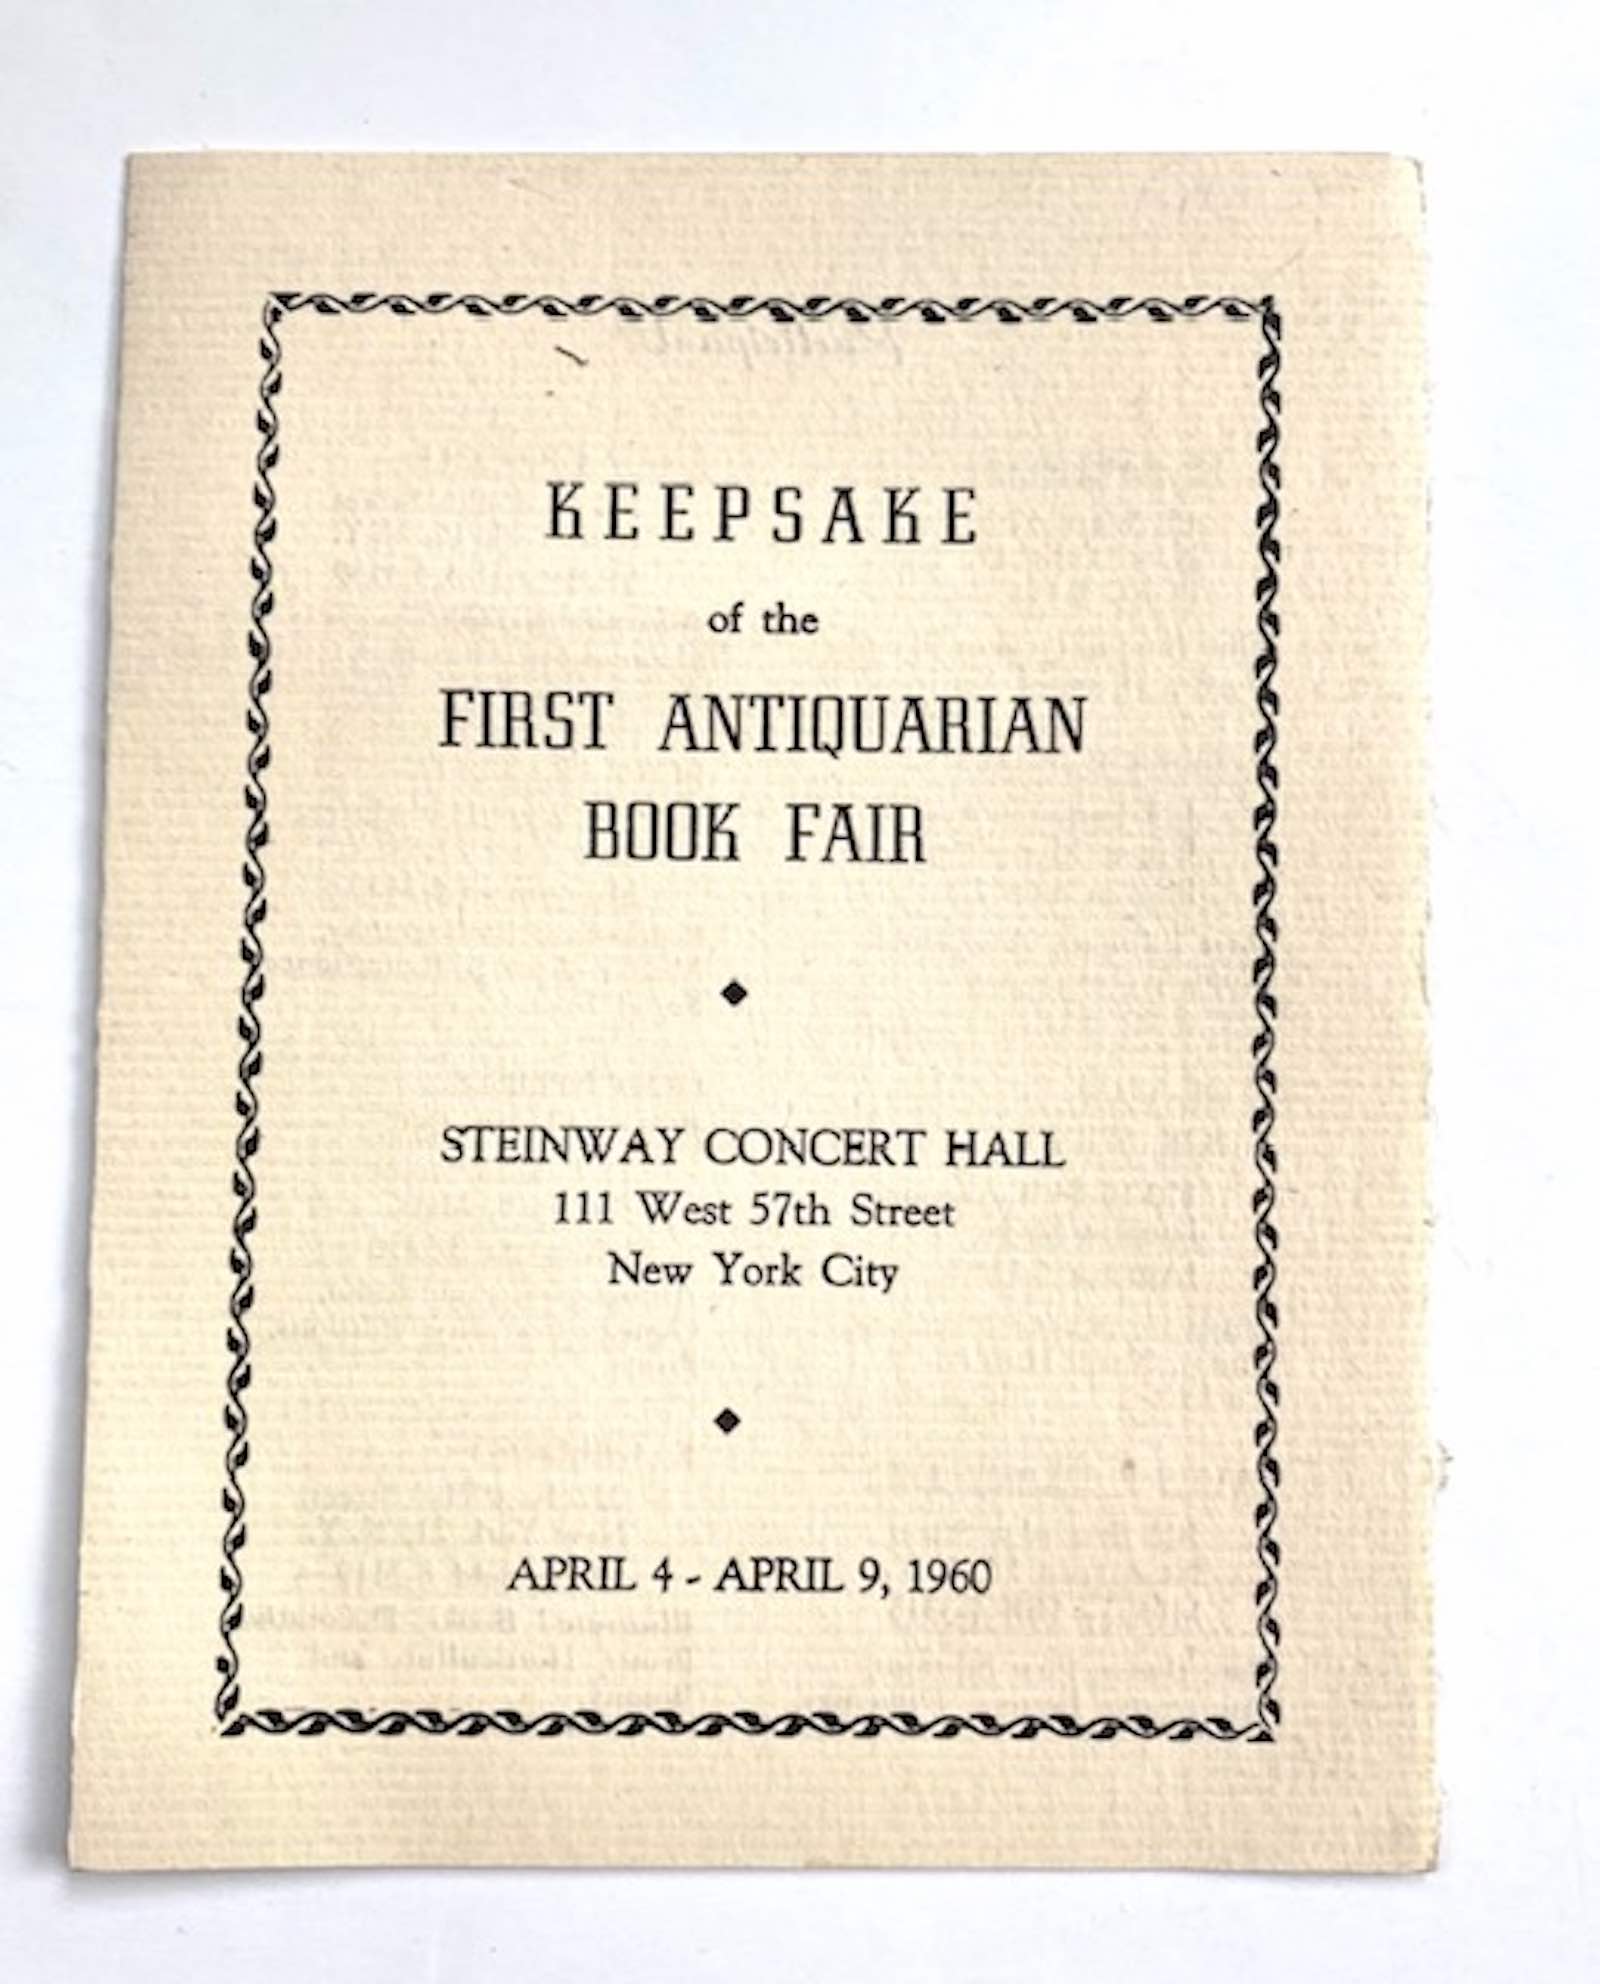 KEEPSAKE
of the
FIRST ANTIQUARIAN
BOOK FAIR
STEINWAY CONCERT HALL
111 West 57th Street
New York City
APRIL 4 - APRIL 9, 1960